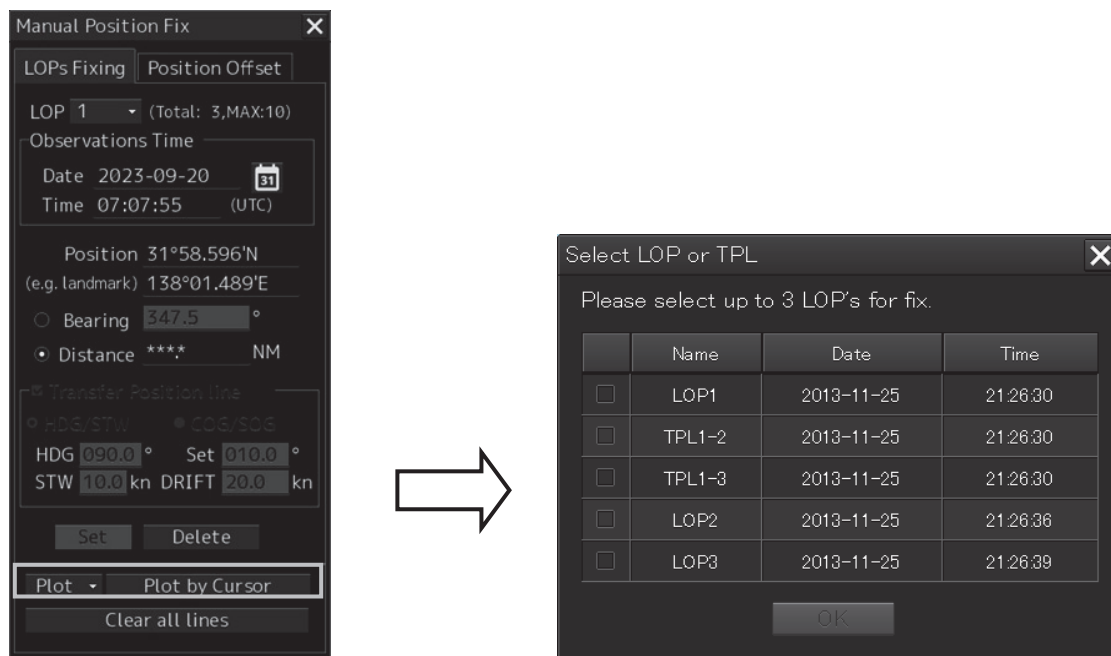 Manual Position Fix
LOPs Fixing Position Offset
LOP 1 (Total: 3,MAX:10)
Observations Time
Date 2023-09-20 31
Time 07:07:55 (UTC)
Position 31°58.596'N
(e.g. landmark) 138°01.489'E
Bearing 347.5 °
Distance ***.* NM
Transfer Position line
HDG/STW COG/SOG
HDG 090.0 ° Set 010.0 °
STW 10.0 kn DRIFT 20.0 kn
Set Delete
Plot Plot by Cursor
Clear all lines
Select LOP or TPL
Please select up to 3 LOP's for fix.
Name Date Time
LOP1 2013-11-25 21:26:30
TPL1-2 2013-11-25 21:26:30
TPL1-3 2013-11-25 21:26:30
LOP2 2013-11-25 21:26:36
LOP3 2013-11-25 21:26:39
OK